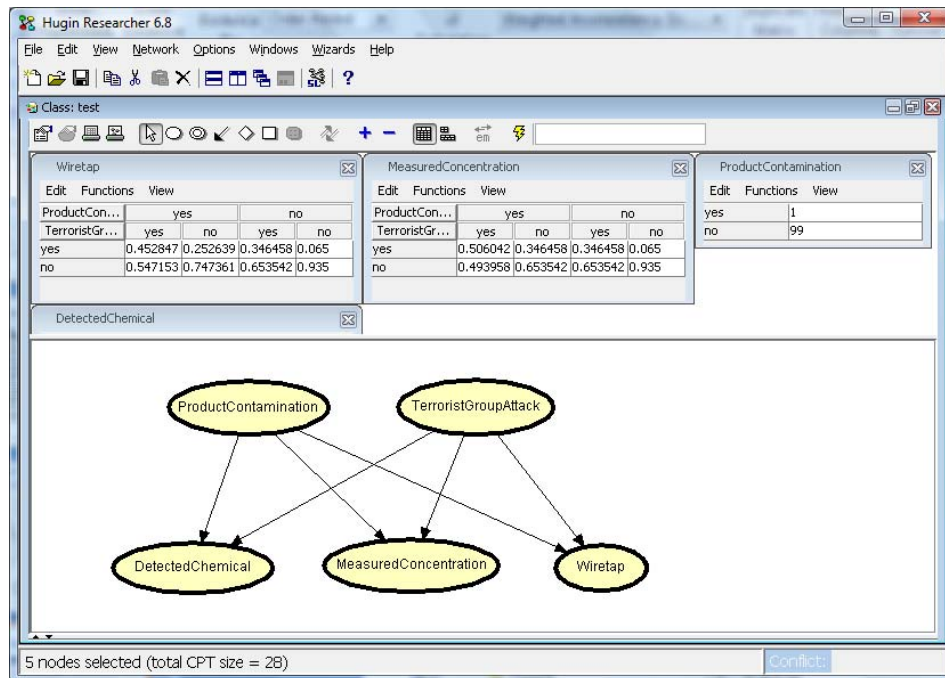 Hugin Researcher 6.8
File Edit View Network Options Windows Wizards Help
Class: test
em
Wiretap
Edit Functions View
ProductCon... yes no
TerroristGr... yes no yes no
yes 0.452847 0.252639 0.346458 0.065
no 0.547153 0.747361 0.653542 0.935
MeasuredConcentration
Edit Functions View
ProductCon... yes no
TerroristGr... yes no yes no
yes 0.506042 0.346458 0.346458 0.065
no 0.493958 0.653542 0.653542 0.935
ProductContamination
Edit Functions View
yes 1
no 99
DetectedChemical
ProductContamination TerroristGroupAttack
DetectedChemical MeasuredConcentration Wiretap
5 nodes selected (total CPT size = 28) Conflict: